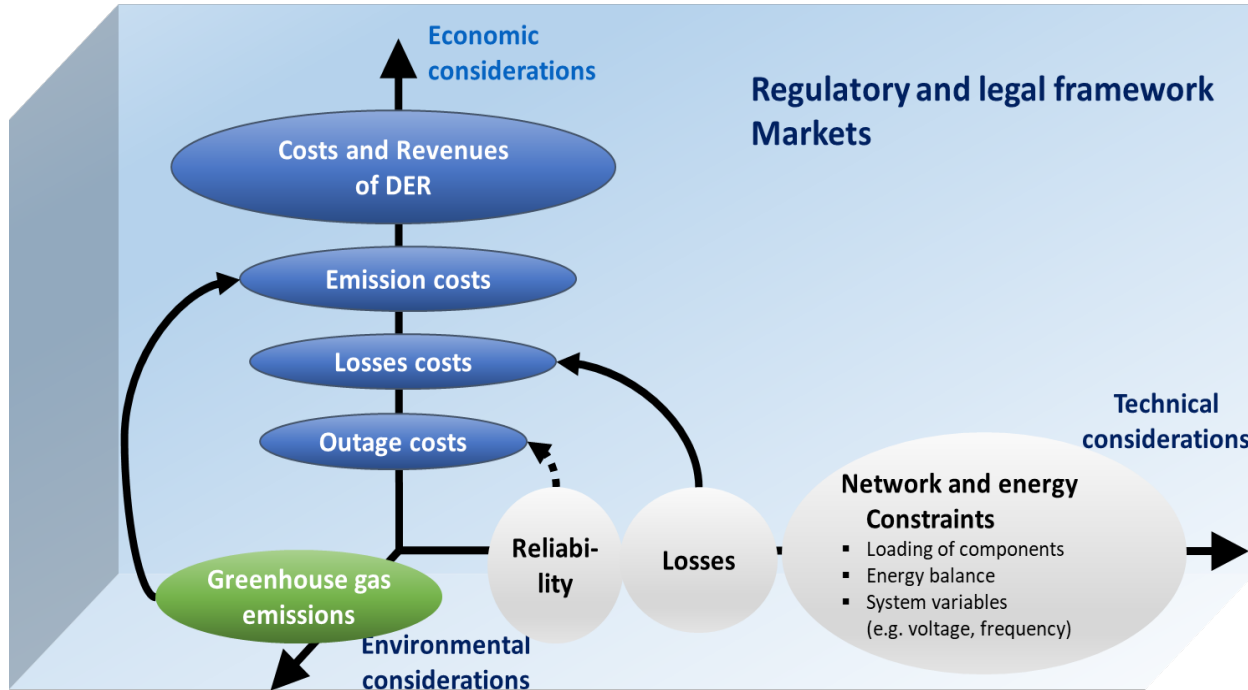 Economic
considerations
Regulatory and legal framework
Markets
Costs and Revenues
of DER
Emission costs
Losses costs
Outage costs
Technical
considerations
Network and energy
Constraints
▪ Loading of components
▪ Energy balance
▪ System variables
(e.g. voltage, frequency)
Reliabi-
lity
Losses
Greenhouse gas
emissions
Environmental
considerations